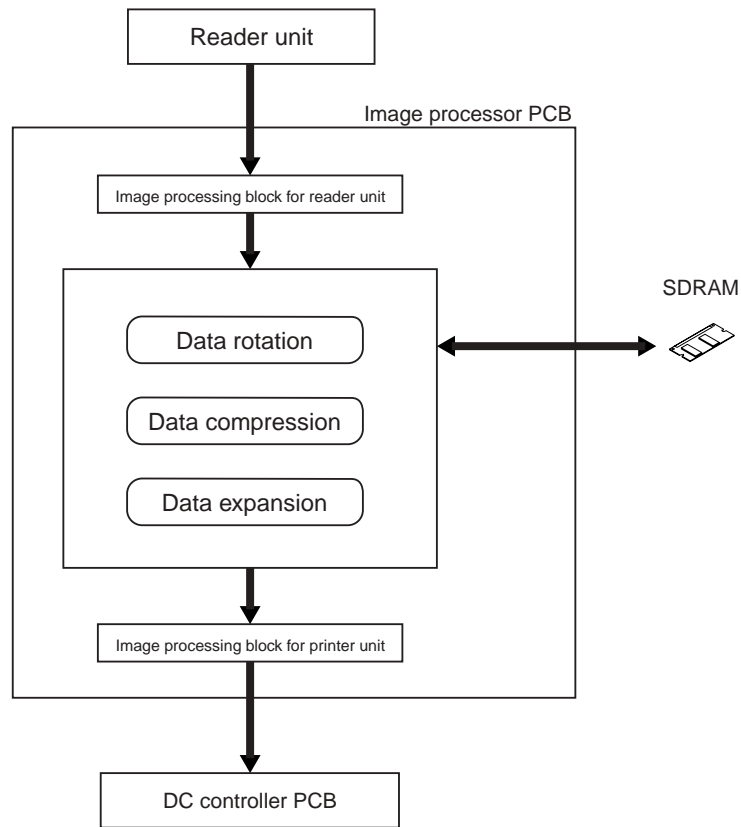 Reader unit
Image processor PCB
Image processing block for reader unit
SDRAM
Data rotation
Data compression
Data expansion
Image processing block for printer unit
DC controller PCB